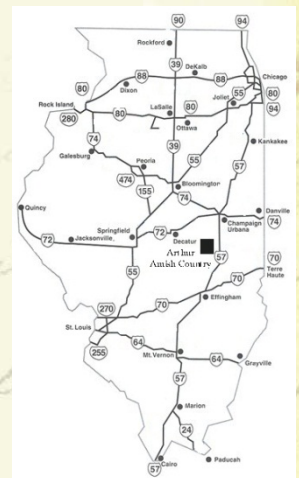 90
94
Rockford
39
DeKalb
88
88
Chicago
80
Dixon
55
Joliet
80
Rock Island
LaSalle
80
80
94
280
Ottawa
74
57
Kankakee
Galesburg
39
55
Peoria
474
Bloomington
155
74
Quincy
Champaign
Urbana
Danville
74
Springfield
72
Decatur
72
Jacksonville
Arthur
Amish Country
57
70
Terre
Haute
55
70
70
Effingham
270
St. Louis
64
255
Mt. Vernon
64
Grayville
57
Marion
24
Cairo
57
Paducah